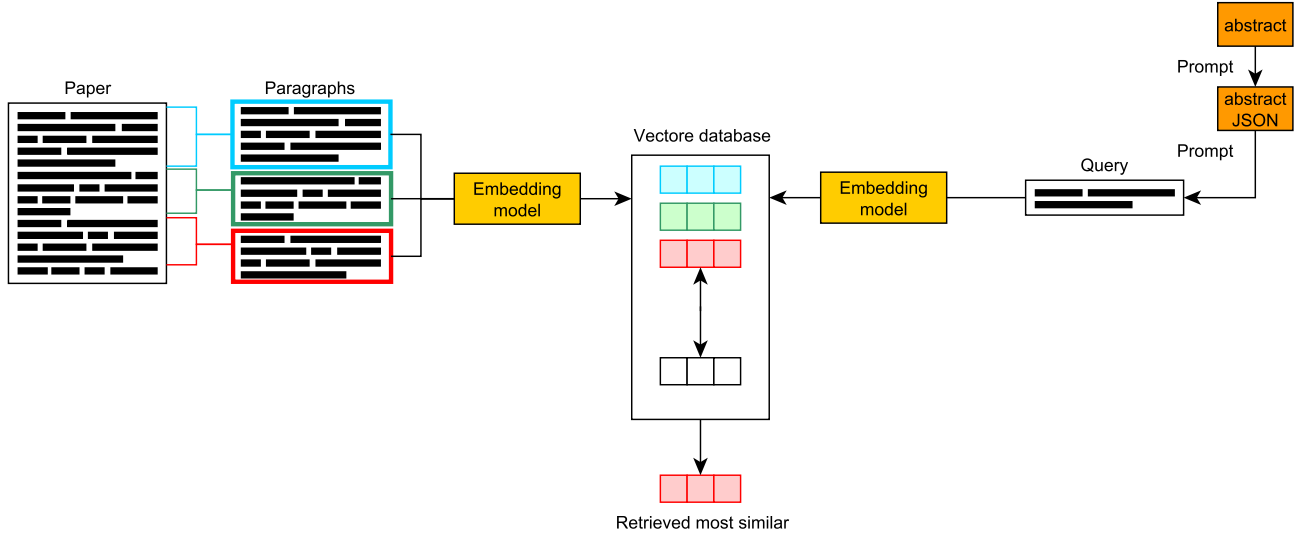 abstract
Prompt
Paper
Paragraphs
abstract
JSON
Vectore database
Prompt
Query
Embedding
model
Embedding
model
Retrieved most similar